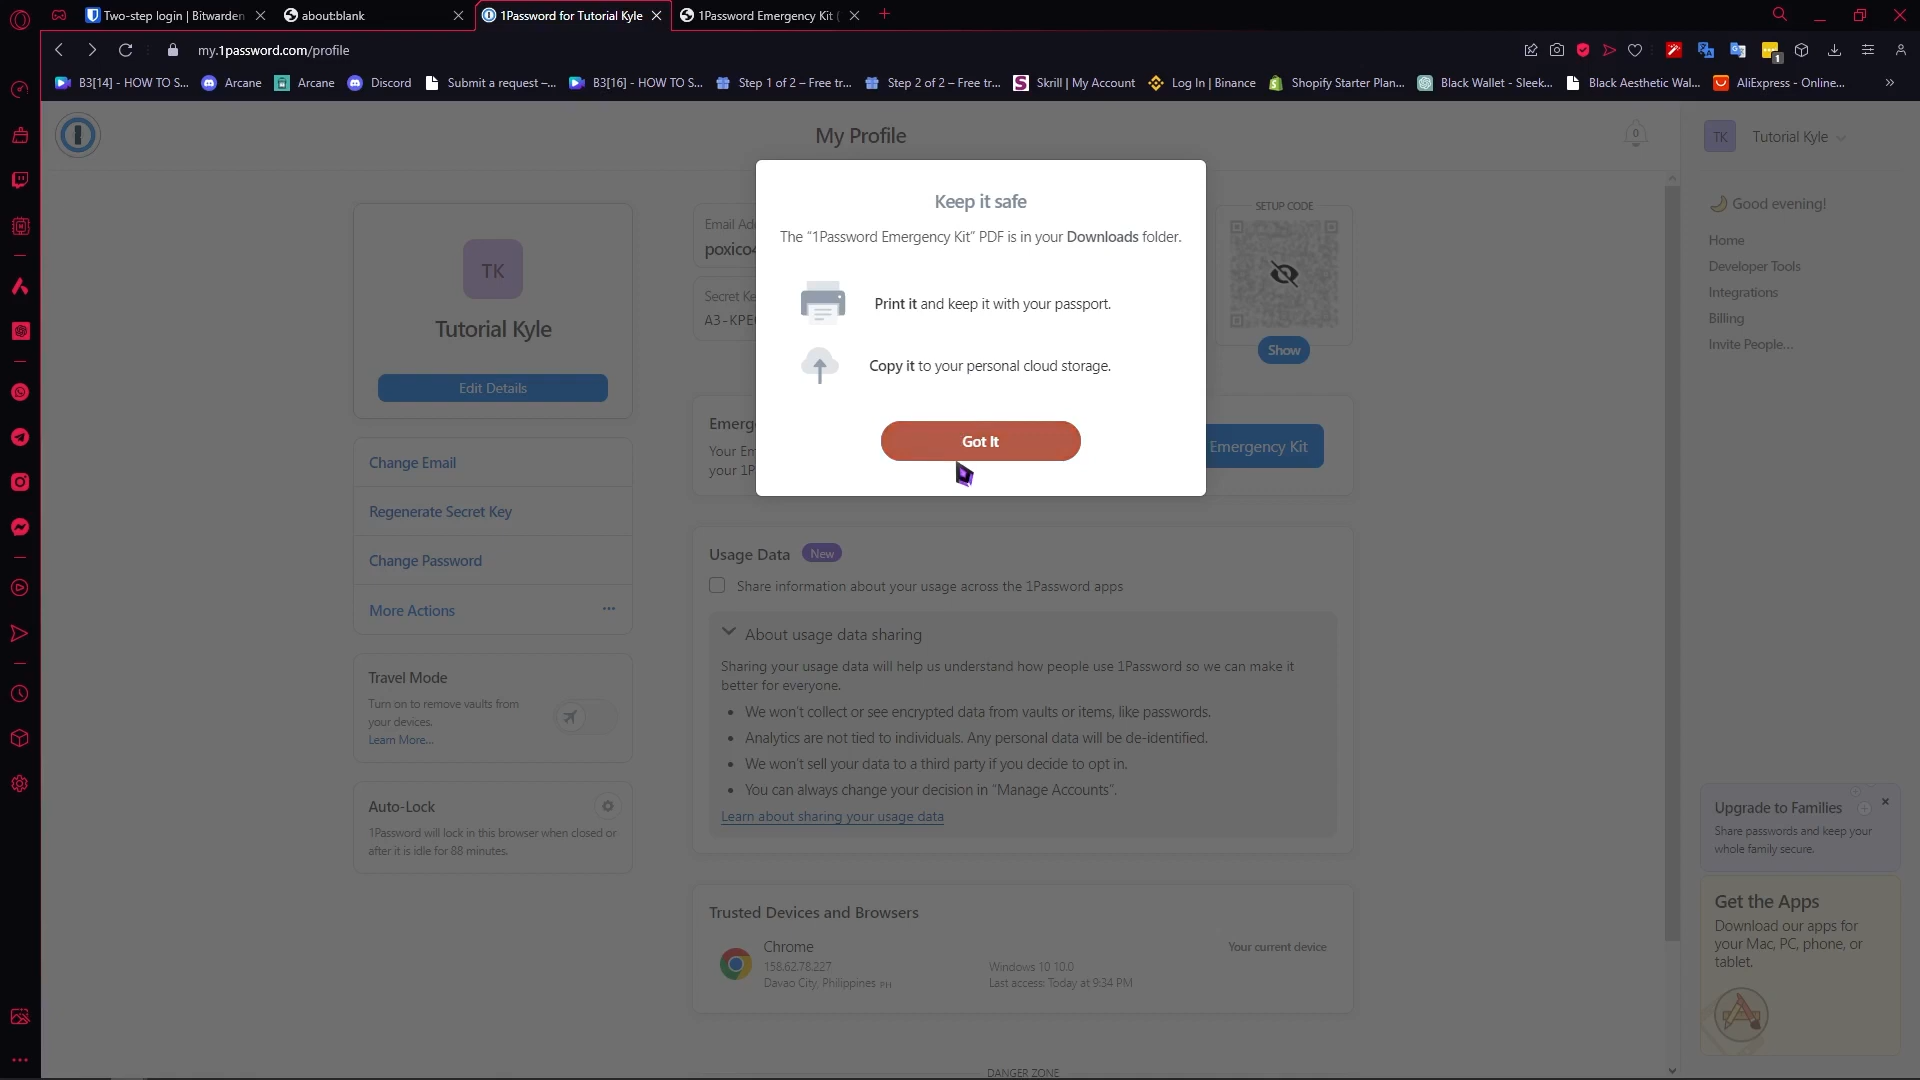 Two-step login | Bitwarden
about:blank
1Password for Tutorial Kyle
1Password Emergency Kit (
my.1password.com/profile
1
B3[14] - HOW TO S...
Arcane
Arcane
Discord
Submit a request –...
B3[16] - HOW TO S...
Step 1 of 2 – Free tr...
Step 2 of 2 – Free tr...
Skrill | My Account
Log In | Binance
Shopify Starter Plan...
Black Wallet - Sleek...
Black Aesthetic Wal...
AliExpress - Online...
My Profile
0
TK
Tutorial Kyle
Keep it safe
The “1Password Emergency Kit” PDF is in your Downloads folder.
Print it and keep it with your passport.
Copy it to your personal cloud storage.
Got It
TK
Tutorial Kyle
Edit Details
Change Email
Regenerate Secret Key
Change Password
More Actions
Travel Mode
Turn on to remove vaults from
your devices.
Learn More...
Auto-Lock
1Password will lock in this browser when closed or
after it is idle for 88 minutes.
Email Ad
poxico
Secret Ke
A3-KPE
SETUP CODE
Show
Emerg
Your Em
your 1P
Emergency Kit
Usage Data
New
Share information about your usage across the 1Password apps
About usage data sharing
Sharing your usage data will help us understand how people use 1Password so we can make it
better for everyone.
• We won’t collect or see encrypted data from vaults or items, like passwords.
• Analytics are not tied to individuals. Any personal data will be de-identified.
• We won’t sell your data to a third party if you decide to opt in.
• You can always change your decision in “Manage Accounts”.
Learn about sharing your usage data
Trusted Devices and Browsers
Chrome
158.62.78.227
Davao City, Philippines PH
Windows 10 10.0
Last access: Today at 9:34 PM
Your current device
DANGER ZONE
Good evening!
Home
Developer Tools
Integrations
Billing
Invite People...
Upgrade to Families
Share passwords and keep your
whole family secure.
Get the Apps
Download our apps for
your Mac, PC, phone, or
tablet.